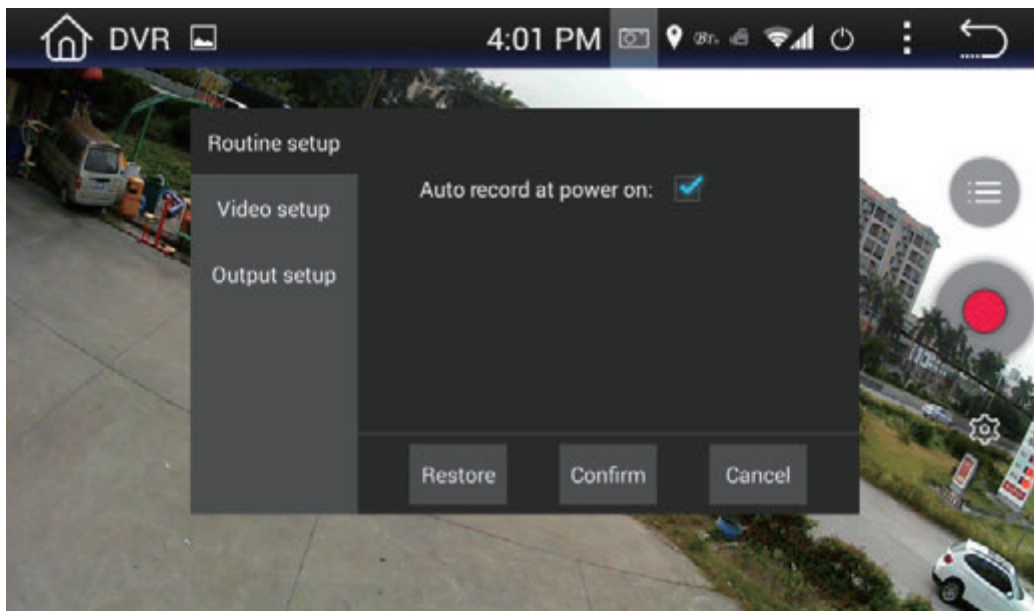 DVR
4:01 PM
Routine setup
Auto record at power on:
Video setup
Output setup
Restore
Confirm
Cancel